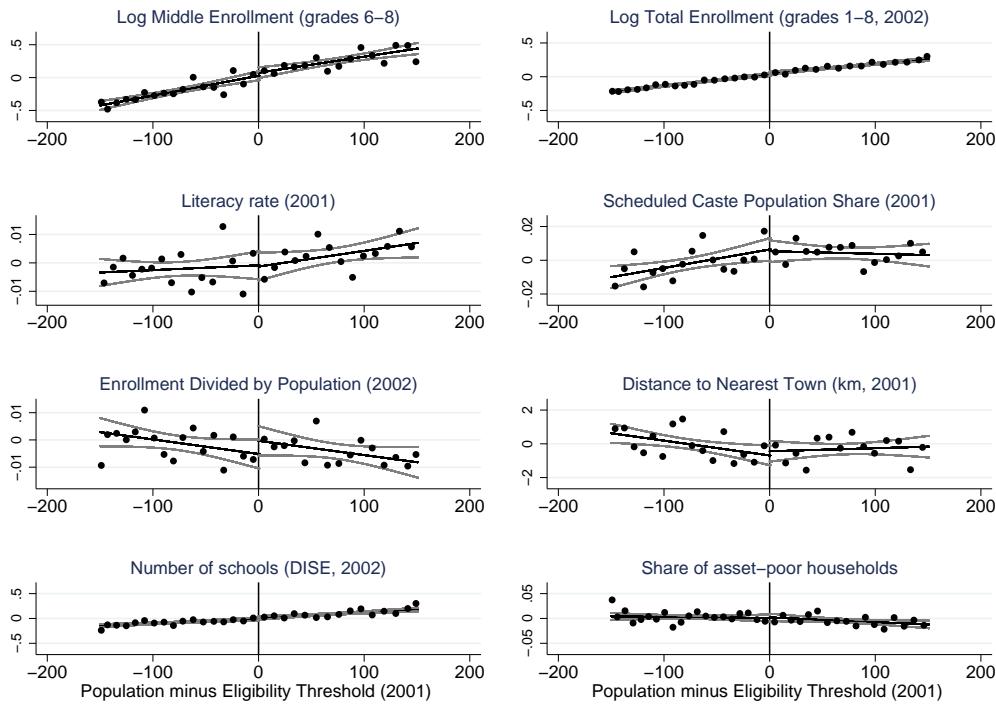 Log Middle Enrollment (grades 6−8)
.5
0
−.5
−200 −100 0 100 200
Log Total Enrollment (grades 1−8, 2002)
.5
0
−.5
−200 −100 0 100 200
Literacy rate (2001)
.01
0
−.01
−200 −100 0 100 200
Scheduled Caste Population Share (2001)
.02
0
−.02
−200 −100 0 100 200
Enrollment Divided by Population (2002)
.01
0
−.01
−200 −100 0 100 200
Distance to Nearest Town (km, 2001)
2
0
−2
−200 −100 0 100 200
Number of schools (DISE, 2002)
.5
0
−.5
−200 −100 0 100 200
Population minus Eligibility Threshold (2001)
Share of asset−poor households
.05
0
−.05
−200 −100 0 100 200
Population minus Eligibility Threshold (2001)